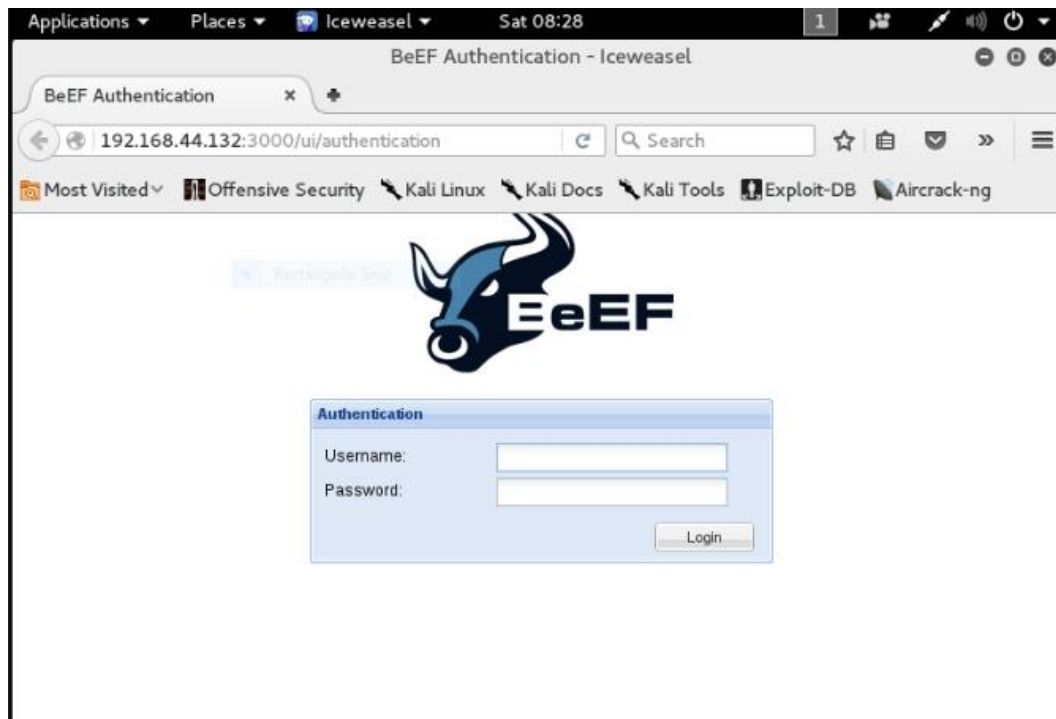 Applications Places Iceweasel Sat 08:28 1
BeEF Authentication - Iceweasel
BeEF Authentication
192.168.44.132:3000/ui/authentication Search
Most Visited Offensive Security Kali Linux Kali Docs Kali Tools Exploit-DB Aircrack-ng
Rectangular Snip
BeEF
Authentication
Username:
Password:
Login